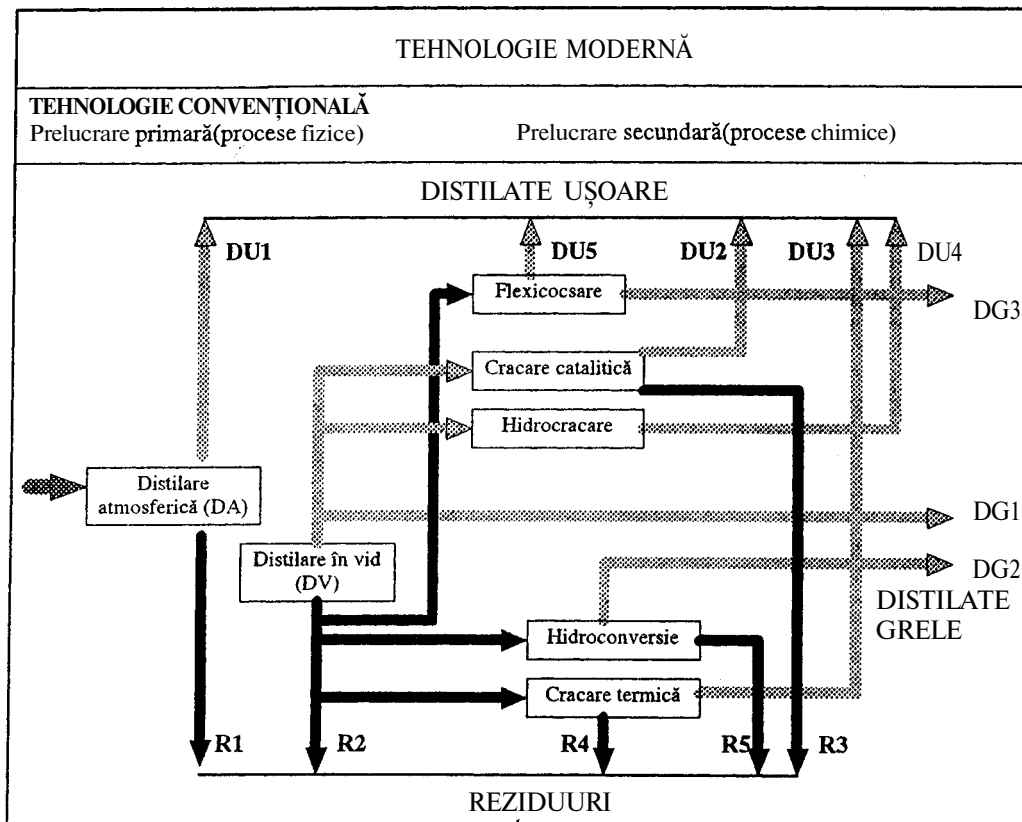 TEHNOLOGIE MODERNĂ
TEHNOLOGIE CONVENȚIONALĂ
Prelucrare primară(procese fizice)
Prelucrare secundară(procese chimice)
DISTILATE UȘOARE
DU1
DU5
DU2
DU3
DU4
Flexicocsare
DG3
Cracare catalitică
Hidrocracare
Distilare
atmosferică (DA)
DG1
Distilare în vid
(DV)
DG2
DISTILATE
GRELE
Hidroconversie
Cracare termică
R1
R2
R4
R5
R3
REZIDUURI